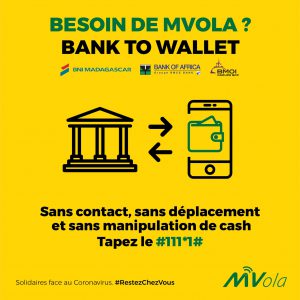 BESOIN DE MVOLA ?
BANK TO WALLET
BNI MADAGASCAR
BANK OF AFRICA
BMOI
Sans contact, sans déplacement
et sans manipulation de cash
Tapez le #111*1#
Solidaires face au Coronavirus. #RestezChezVous
MVola